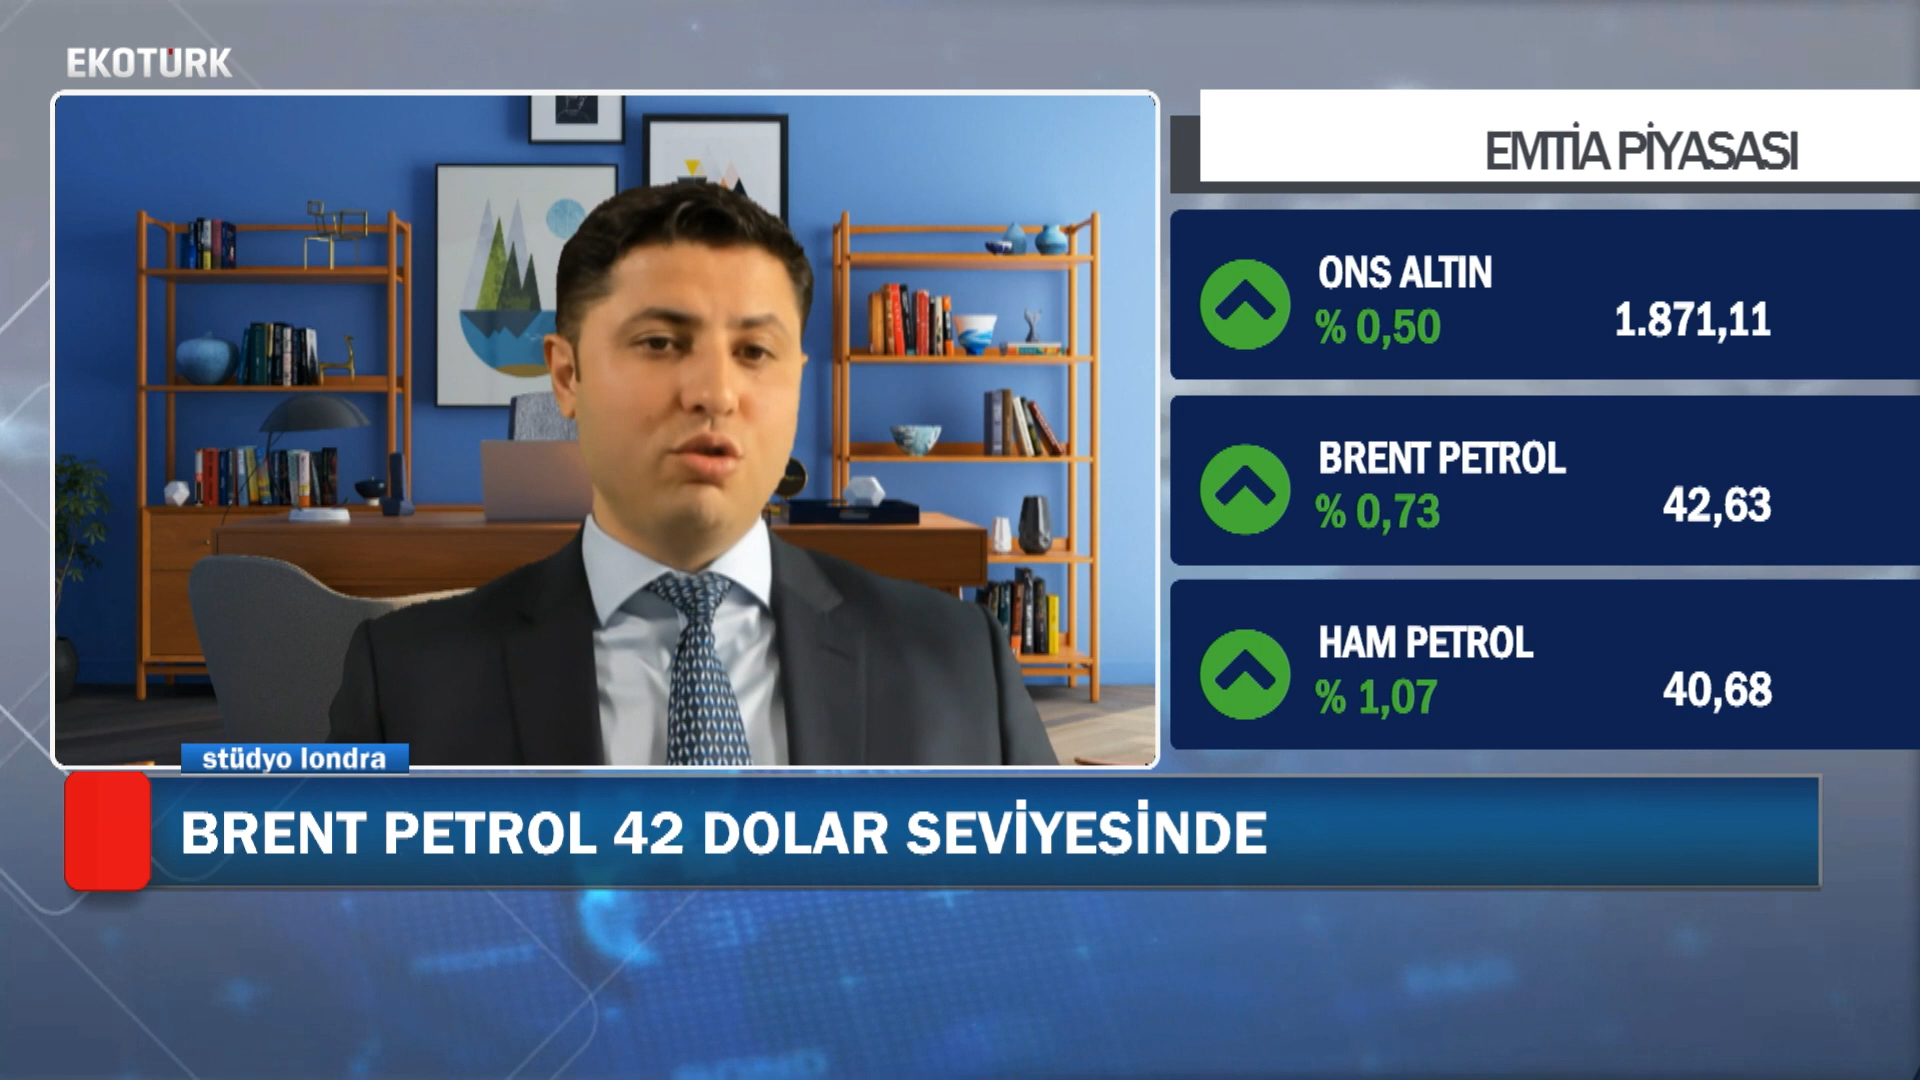 EKOTÜRK
EMTİA PİYASASI
ONS ALTIN
% 0,50
1.871,11
BRENT PETROL
% 0,73
42,63
HAM PETROL
% 1,07
40,68
stüdyo londra
BRENT PETROL 42 DOLAR SEVİYESİNDE